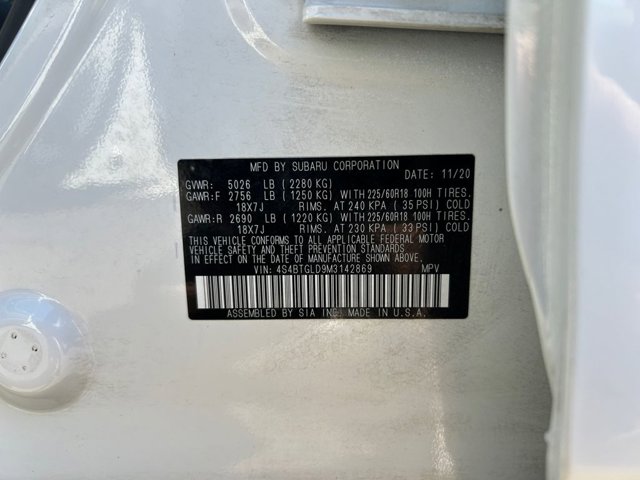 MFD BY SUBARU CORPORATION
DATE: 11/20
GVWR: 5026 LB (2280 KG)
GAWR:F 2756 LB (1250 KG) WITH 225/60R18 100H TIRES.
18X7J RIMS. AT 240 KPA (35 PSI) COLD
GAWR:R 2690 LB (1220 KG) WITH 225/60R18 100H TIRES.
18X7J RIMS. AT 230 KPA (33 PSI) COLD
THIS VEHICLE CONFORMS TO ALL APPLICABLE FEDERAL MOTOR
VEHICLE SAFETY AND THEFT PREVENTION STANDARDS
IN EFFECT ON THE DATE OF MANUFACTURE SHOWN ABOVE.
VIN: 4S4BTGLD9M3142869 MPV
ASSEMBLED BY SIA INC. MADE IN U.S.A.